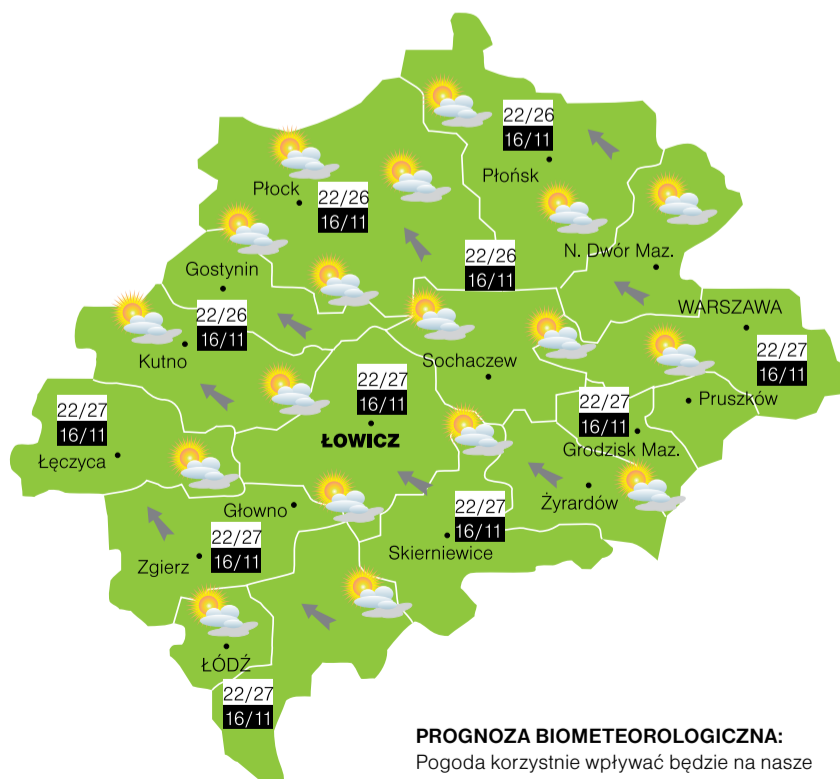 22/26
16/11
Płońsk
Płock
22/26
16/11
N. Dwór Maz.
22/26
16/11
Gostynin
WARSZAWA
22/26
16/11
Kutno
Sochaczew
22/27
16/11
22/27
16/11
ŁOWICZ
Pruszków
22/27
16/11
Grodzisk Maz.
22/27
16/11
Łęczyca
Żyrardów
Głowno
22/27
16/11
Skierniewice
22/27
16/11
Zgierz
ŁÓDŹ
22/27
16/11
PROGNOZA BIOMETEOROLOGICZNA:
Pogoda korzystnie wpływać będzie na nasze